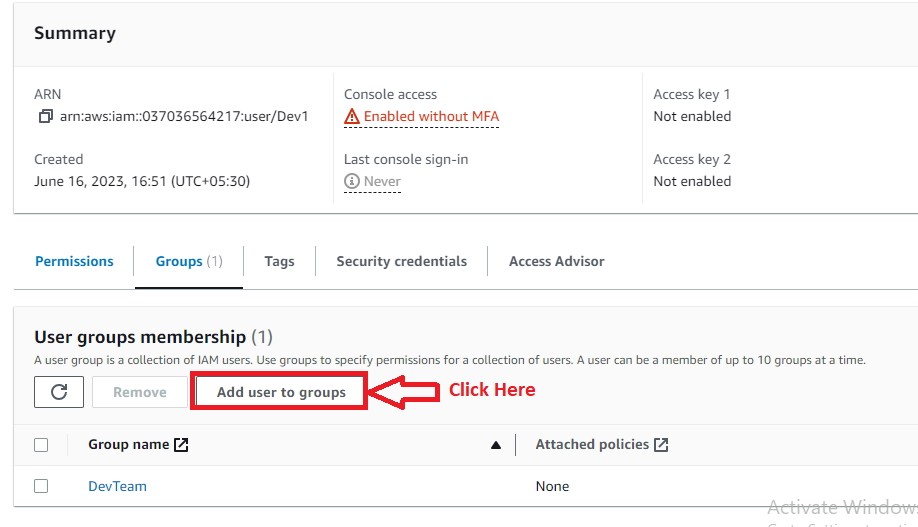 Summary
ARN
arn:aws:iam::037036564217:user/Dev1
Console access
Enabled without MFA
Access key 1
Not enabled
Created
June 16, 2023, 16:51 (UTC+05:30)
Last console sign-in
Never
Access key 2
Not enabled
Permissions
Groups (1)
Tags
Security credentials
Access Advisor
User groups membership (1)
A user group is a collection of IAM users. Use groups to specify permissions for a collection of users. A user can be a member of up to 10 groups at a time.
Remove
Add user to groups
Click Here
Group name
Attached policies
DevTeam
None
Activate Windows